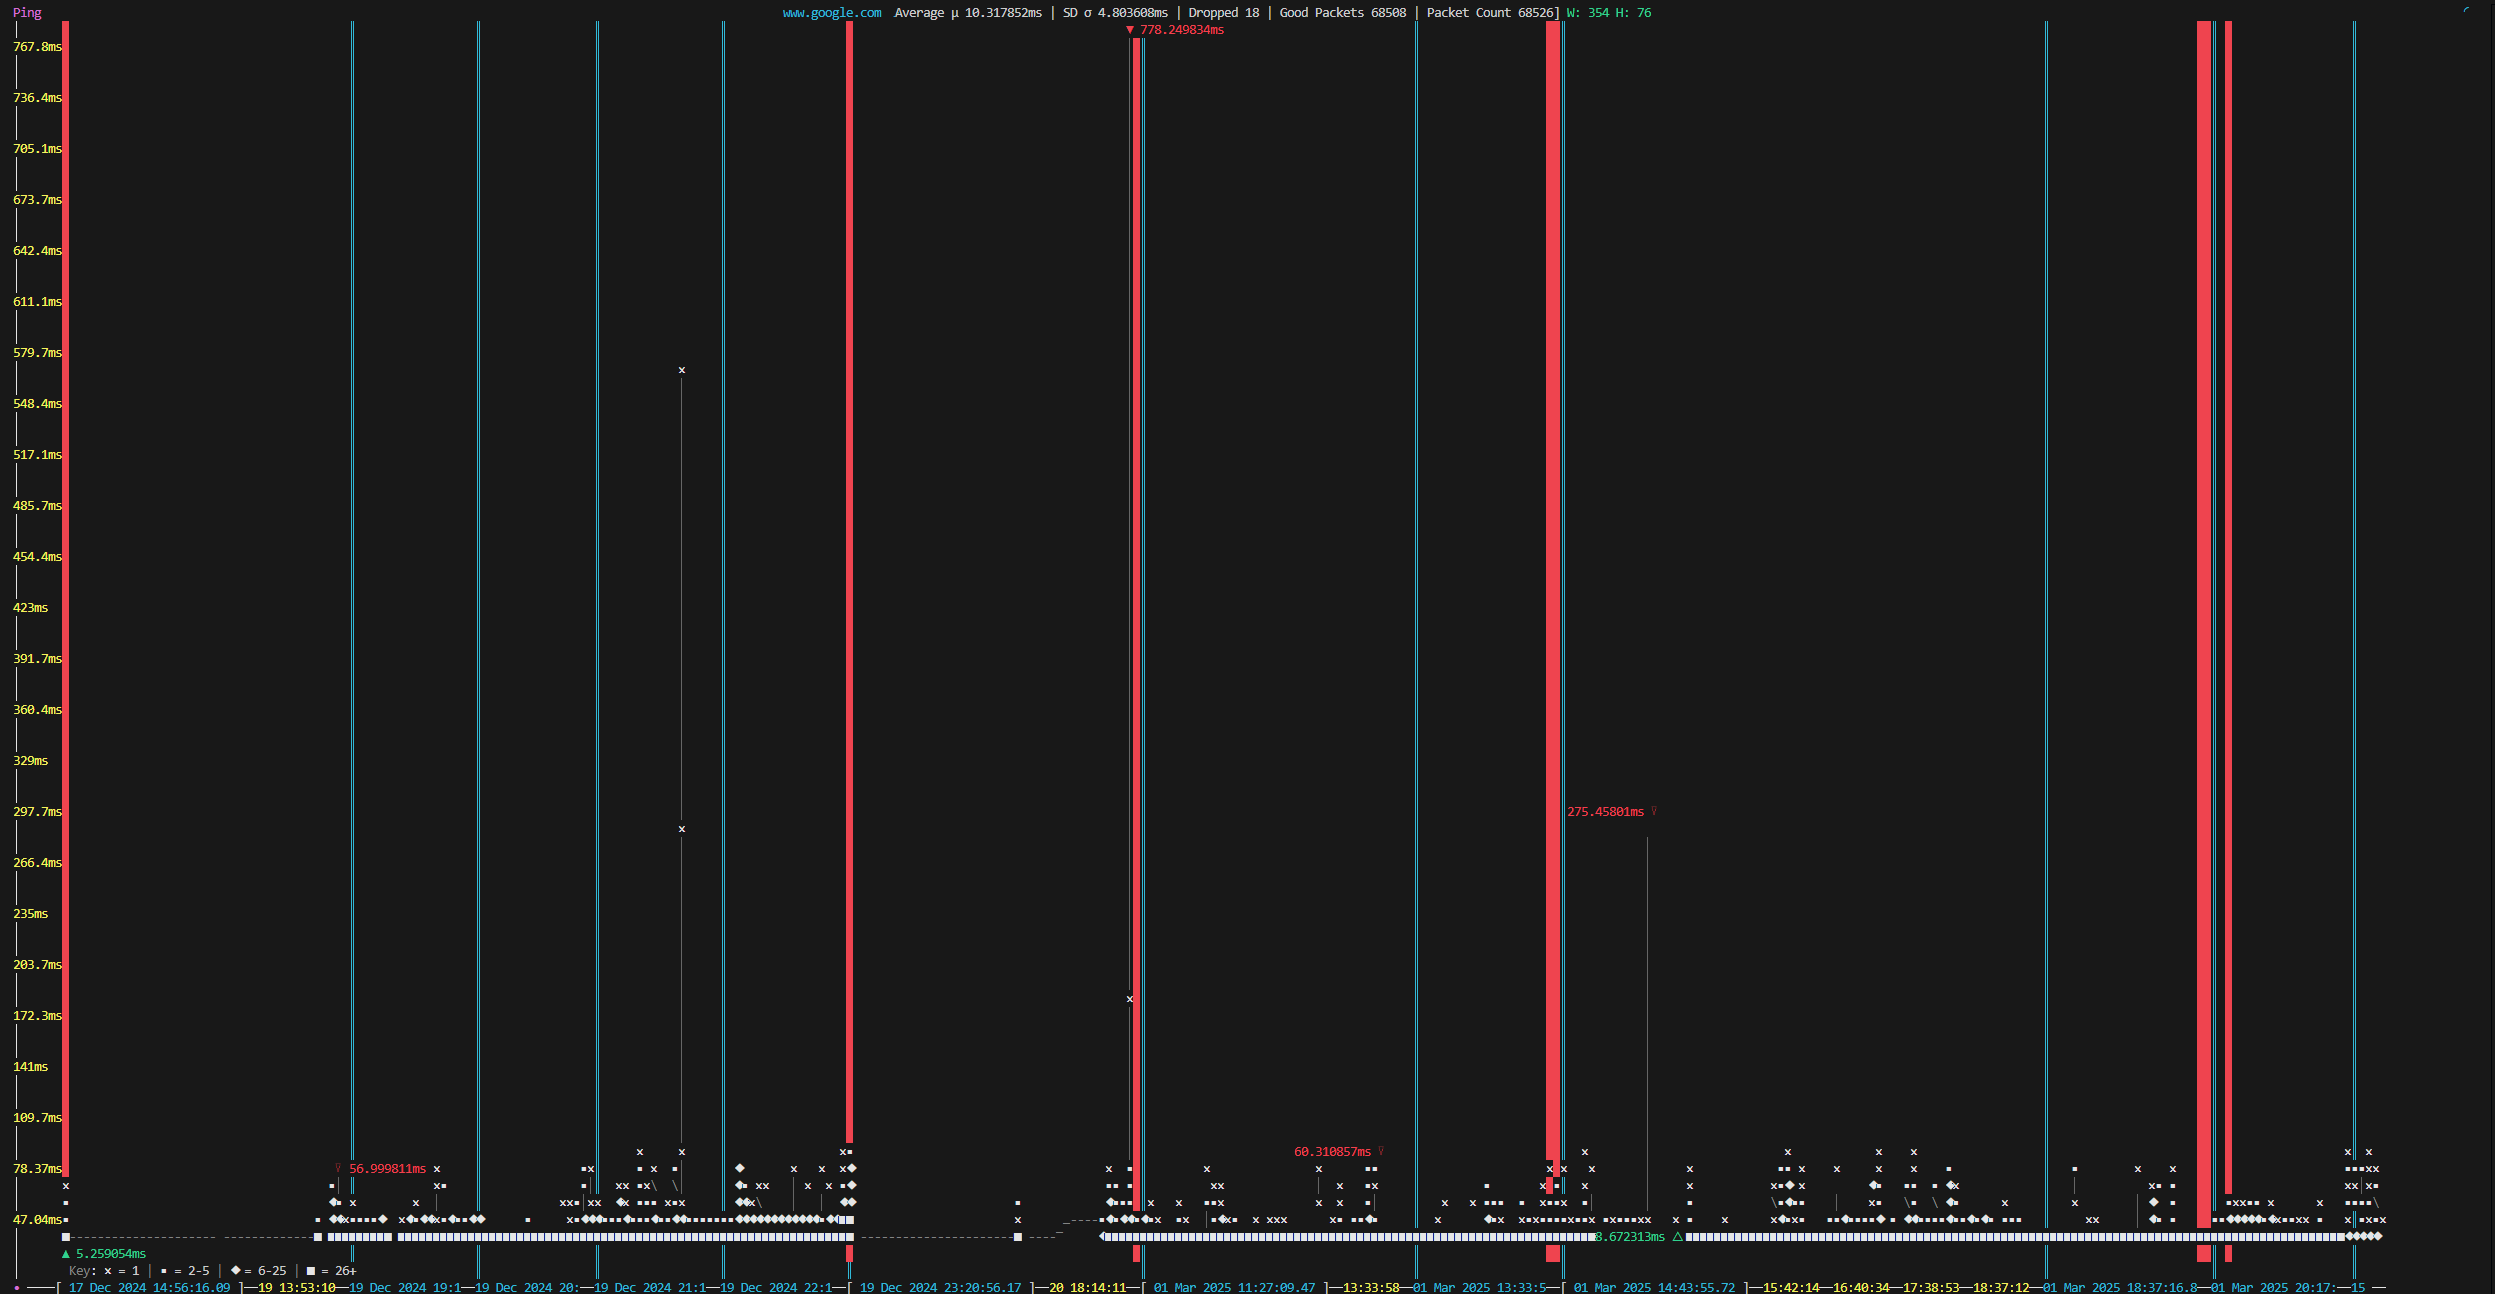 Ping www.google.com Average μ 10.317852ms | SD σ 4.803608ms | Dropped 18 | Good Packets 68508 | Packet Count 68526] W: 354 H: 76
▼ 778.249834ms
767.8ms
736.4ms
705.1ms
673.7ms
642.4ms
611.1ms
579.7ms
548.4ms
517.1ms
485.7ms
454.4ms
423ms
391.7ms
360.4ms
329ms
297.7ms 275.45801ms
266.4ms
235ms
203.7ms
172.3ms
141ms
109.7ms
60.310857ms
78.37ms 56.999811ms
47.04ms
8.672313ms △
▲ 5.259054ms
Key: × = 1 | ▪ = 2-5 | ◆ = 6-25 | ■ = 26+
[ 17 Dec 2024 14:56:16.09 ]—19 13:53:10—19 Dec 2024 19:1—19 Dec 2024 20:—19 Dec 2024 21:1—19 Dec 2024 22:1—[ 19 Dec 2024 23:20:56.17 ]—20 18:14:11—[ 01 Mar 2025 11:27:09.47 ]—13:33:58—01 Mar 2025 13:33:5—[ 01 Mar 2025 14:43:55.72 ]—15:42:14—16:40:34—17:38:53—18:37:12—01 Mar 2025 18:37:16.8—01 Mar 2025 20:17:—15 —